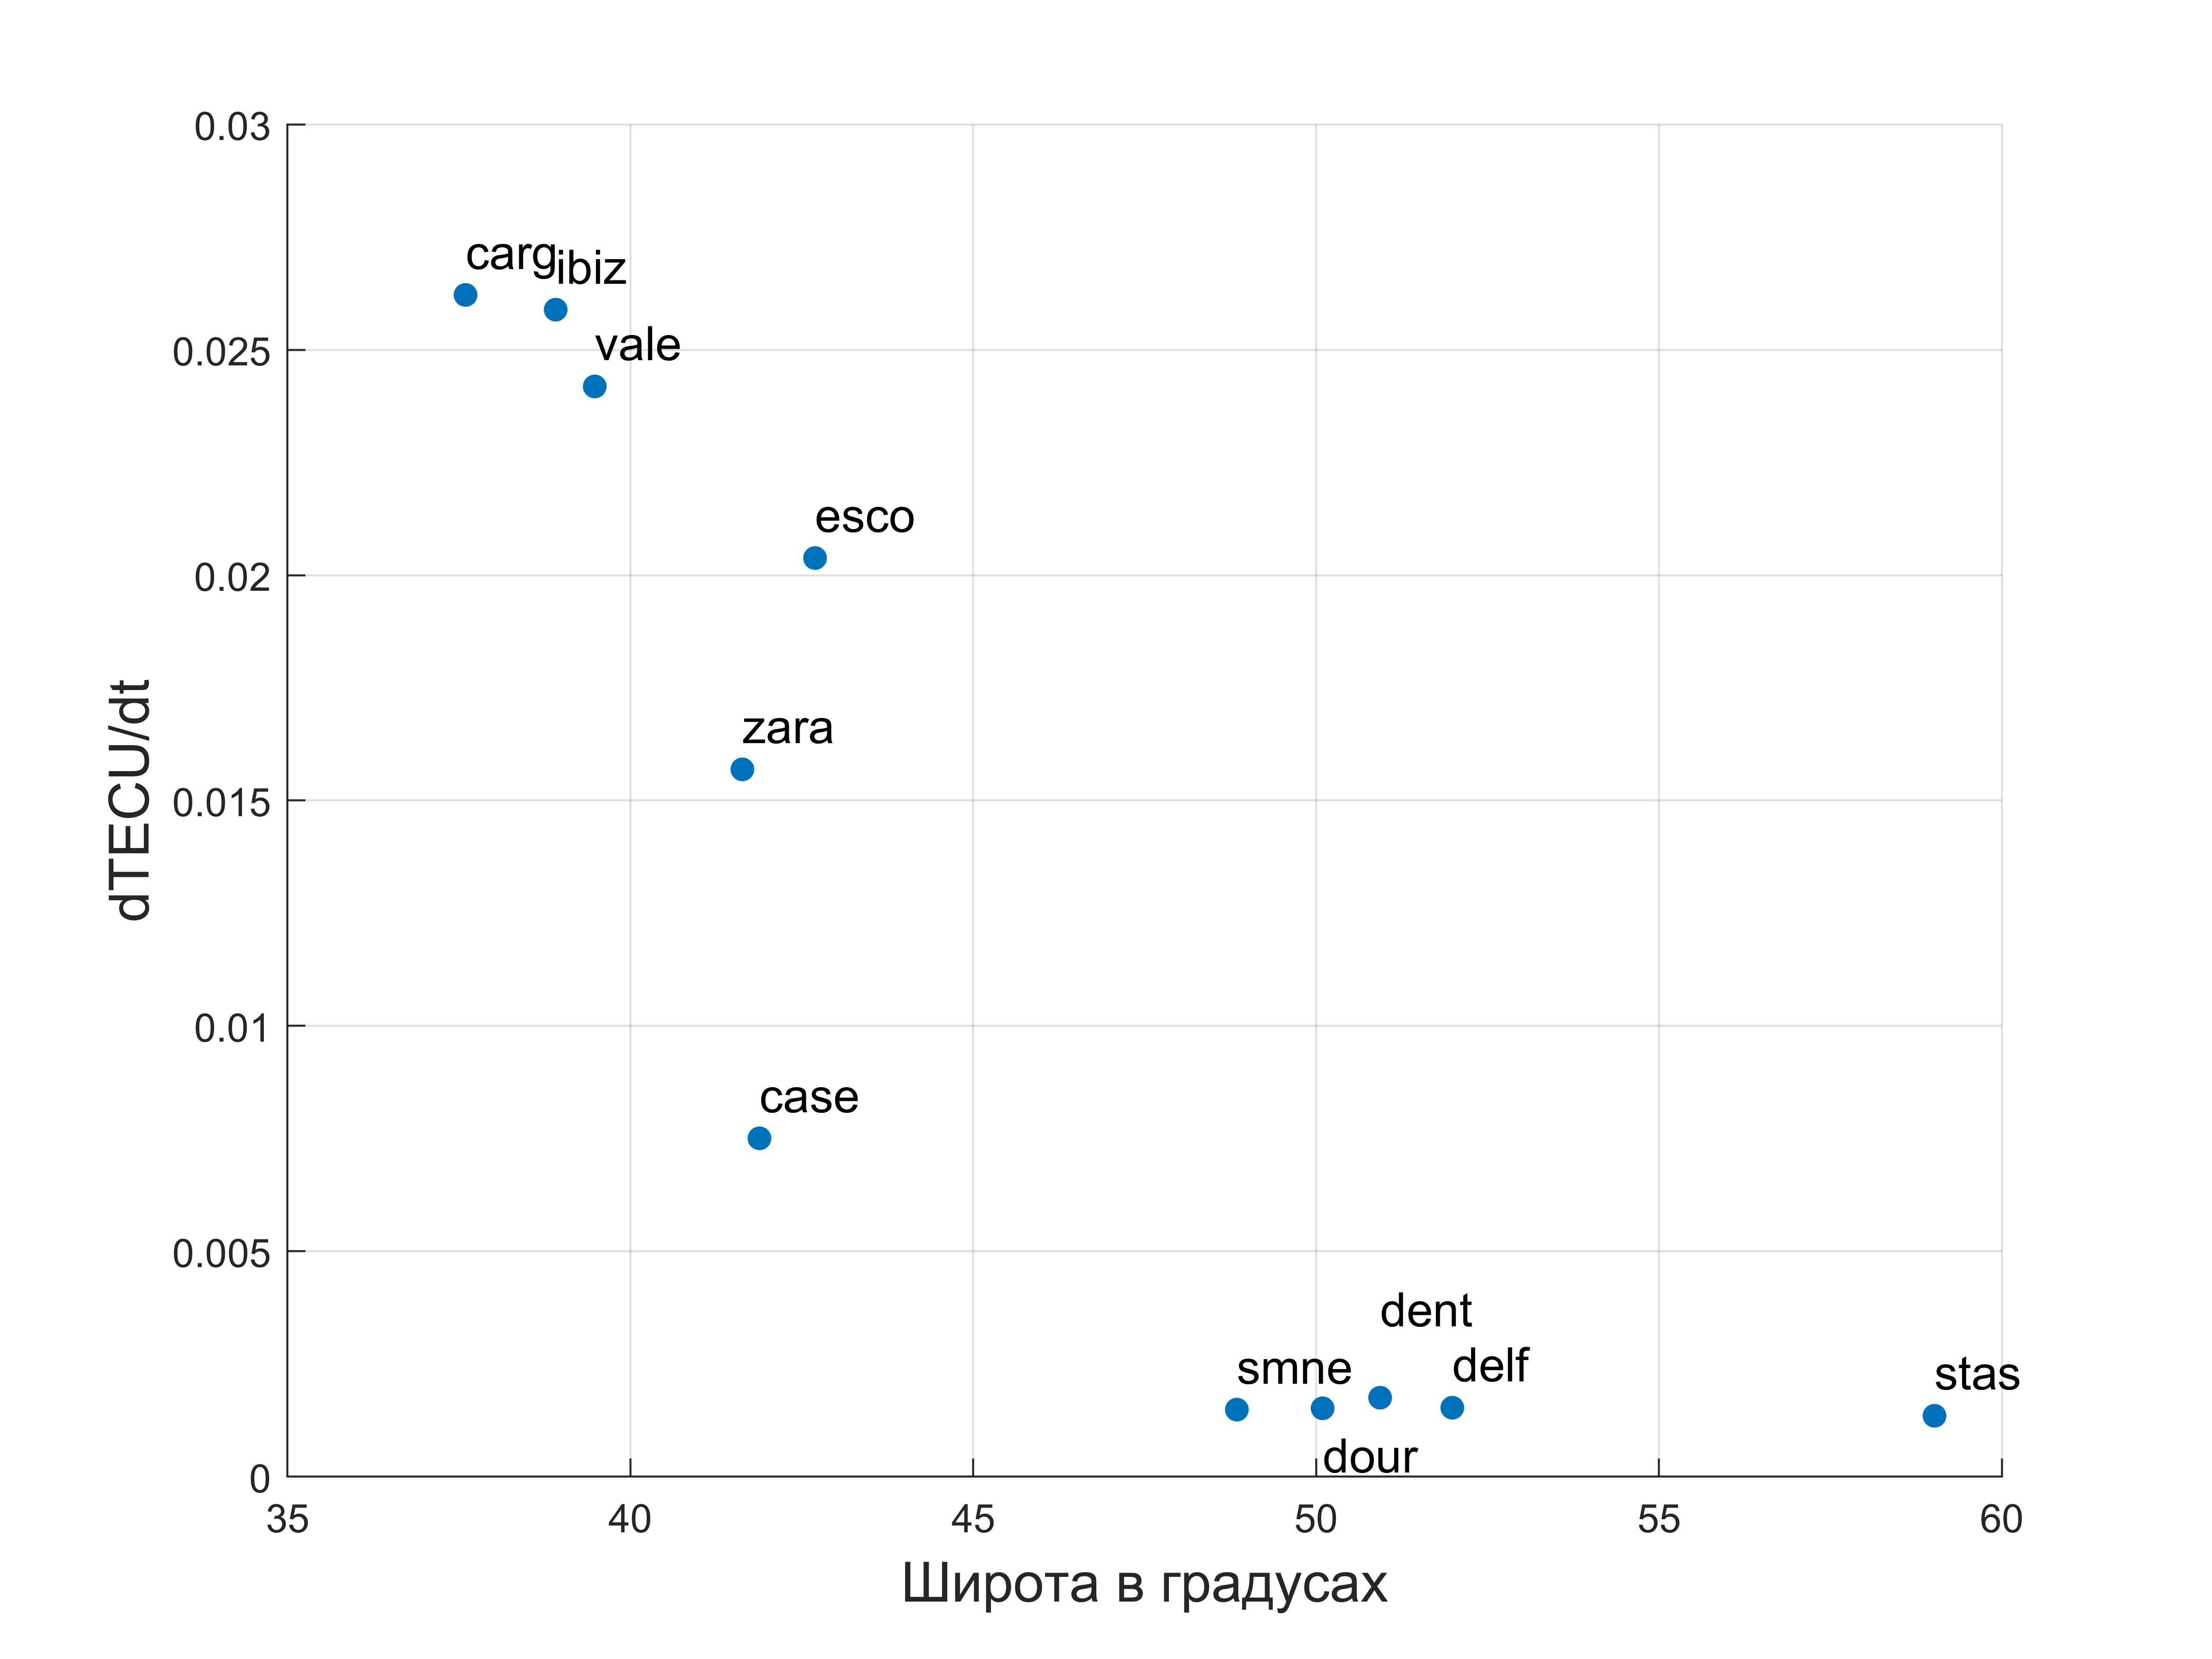 0.03
0.025
0.02
0.015
0.01
0.005
0
dTECU/dt
carg
ibiz
vale
esco
zara
case
dent
smne
delf
stas
dour
35 40 45 50 55 60
Широта в градусах